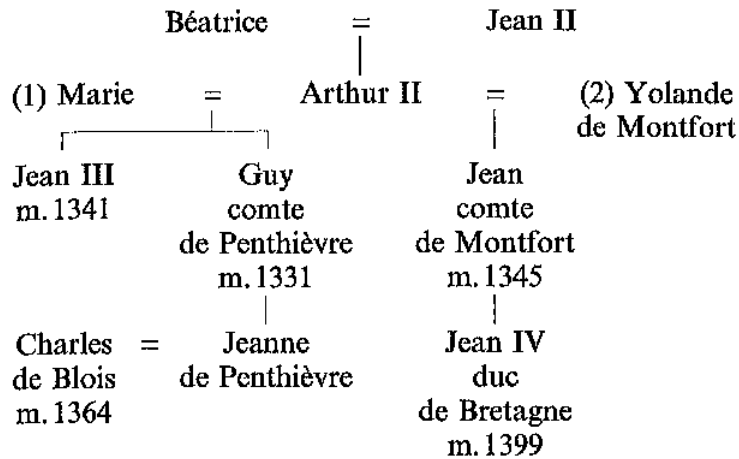 Béatrice = Jean II
(1) Marie = Arthur II = (2) Yolande
de Montfort
Jean III Guy Jean
m. 1341 comte comte
de Penthièvre de Montfort
m. 1331 m. 1345
Charles = Jeanne Jean IV
de Blois de Penthièvre duc
m. 1364 de Bretagne
m. 1399